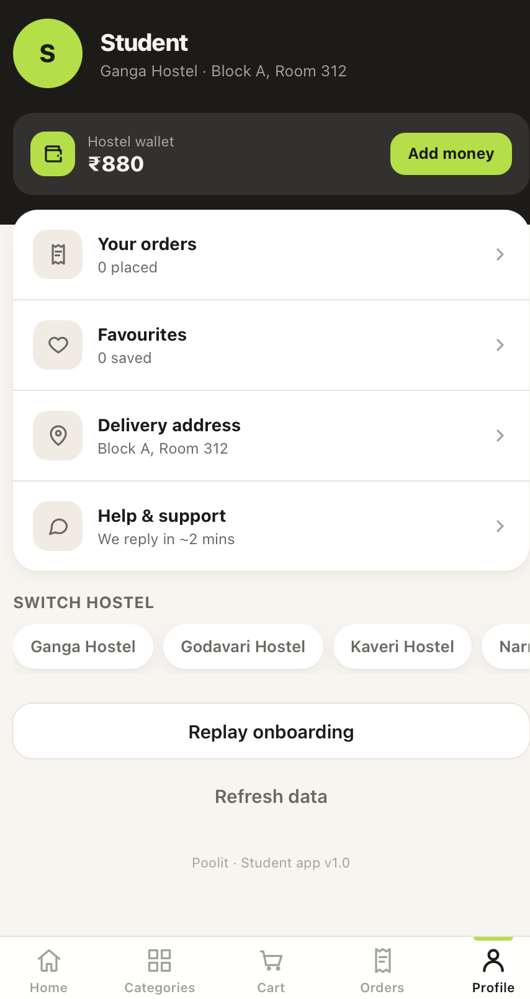 S
Student
Ganga Hostel · Block A, Room 312
Hostel wallet
₹880
Add money
Your orders
0 placed
Favourites
0 saved
Delivery address
Block A, Room 312
Help & support
We reply in ~2 mins
SWITCH HOSTEL
Ganga Hostel
Godavari Hostel
Kaveri Hostel
Replay onboarding
Refresh data
Poolit · Student app v1.0
Home
Categories
Cart
Orders
Profile